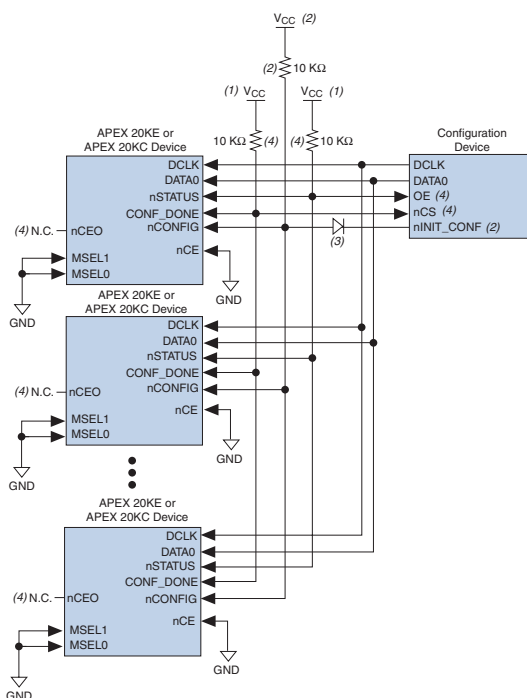 VCC (2)
(2) 10 KΩ
(1) VCC
VCC (1)
10 KΩ (4)
(4) 10 KΩ
APEX 20KE or
APEX 20KC Device
DCLK
DATA0
nSTATUS
CONF_DONE
nCONFIG
(4) N.C. nCEO
MSEL1
MSEL0
nCE
GND
GND
Configuration
Device
DCLK
DATA0
OE (4)
nCS (4)
nINIT_CONF (2)
(3)
APEX 20KE or
APEX 20KC Device
DCLK
DATA0
nSTATUS
CONF_DONE
nCONFIG
(4) N.C. nCEO
MSEL1
MSEL0
nCE
GND
GND
APEX 20KE or
APEX 20KC Device
DCLK
DATA0
nSTATUS
CONF_DONE
nCONFIG
(4) N.C. nCEO
MSEL1
MSEL0
nCE
GND
GND